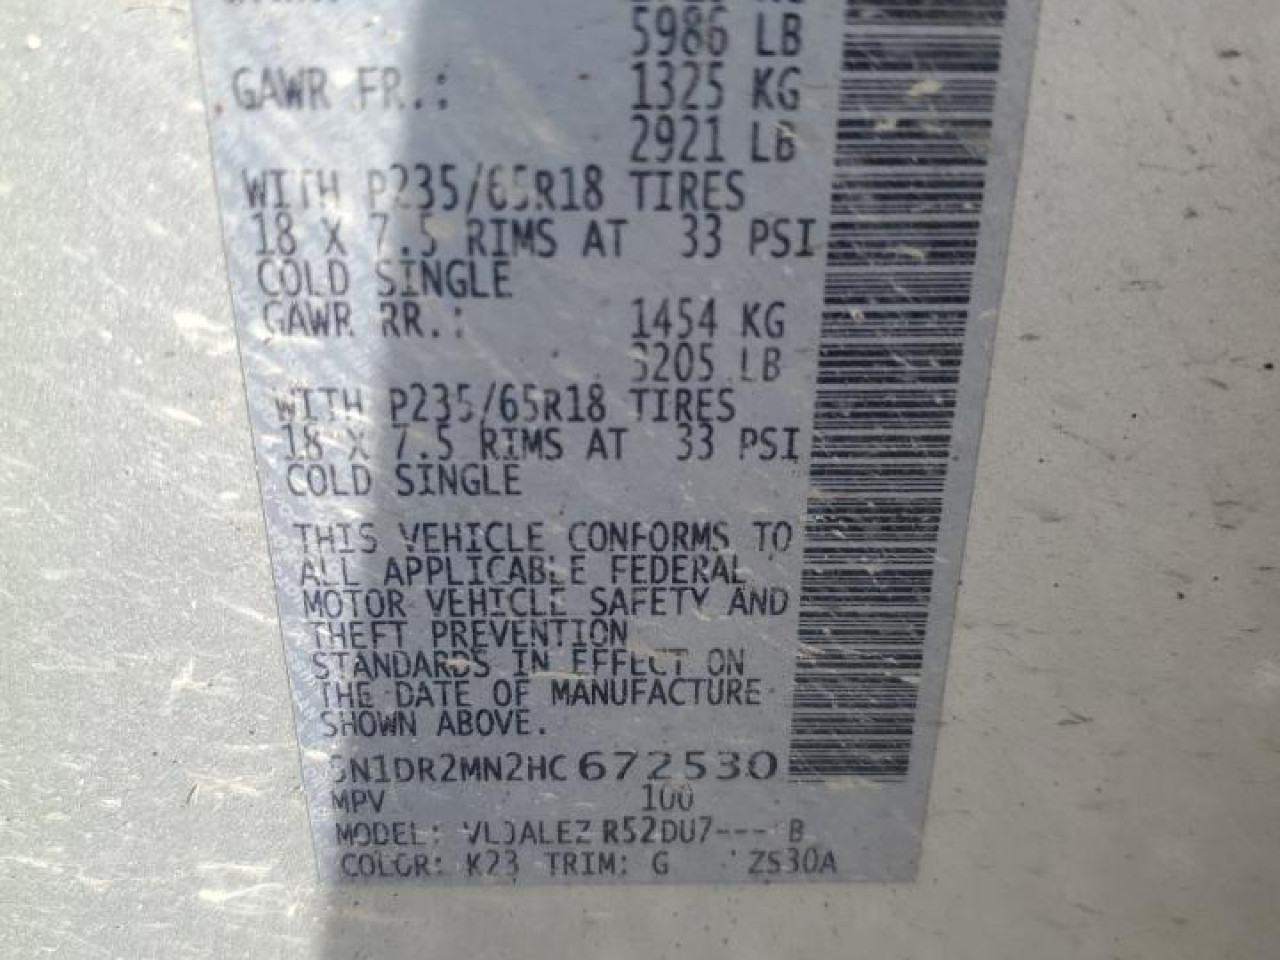 5986 LB
GAWR FR.: 1325 KG
2921 LB
WITH P235/65R18 TIRES
18 X 7.5 RIMS AT 33 PSI
COLD SINGLE
GAWR RR.: 1454 KG
3205 LB
WITH P235/65R18 TIRES
18 X 7.5 RIMS AT 33 PSI
COLD SINGLE
THIS VEHICLE CONFORMS TO
ALL APPLICABLE FEDERAL
MOTOR VEHICLE SAFETY AND
THEFT PREVENTION
STANDARDS IN EFFECT ON
THE DATE OF MANUFACTURE
SHOWN ABOVE.
5N1DR2MN2HC672530
MPV 100
MODEL: R52DU7--- B
COLOR: K23 TRIM: G ZS30A